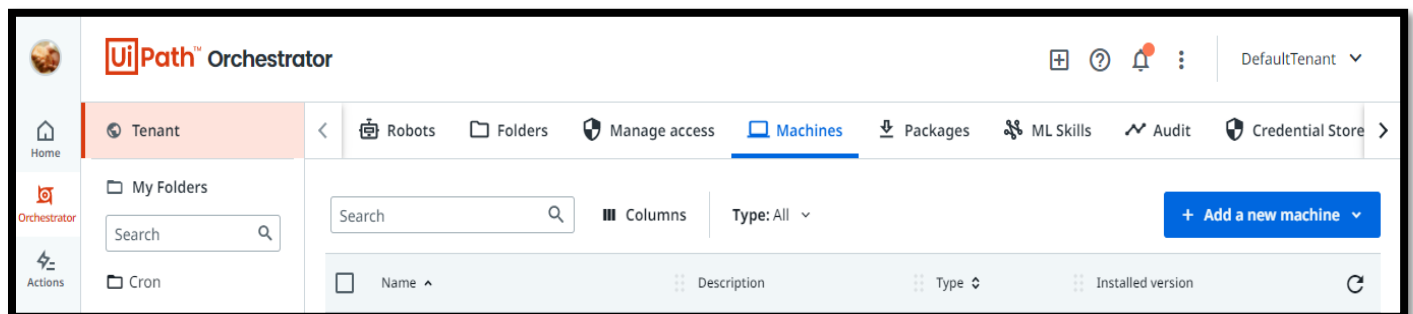 UiPath™ Orchestrator
DefaultTenant
Home
Orchestrator
Actions
Tenant
My Folders
Search
Cron
Robots Folders Manage access Machines Packages ML Skills Audit Credential Store
Search Columns Type: All + Add a new machine
Name Description Type Installed version